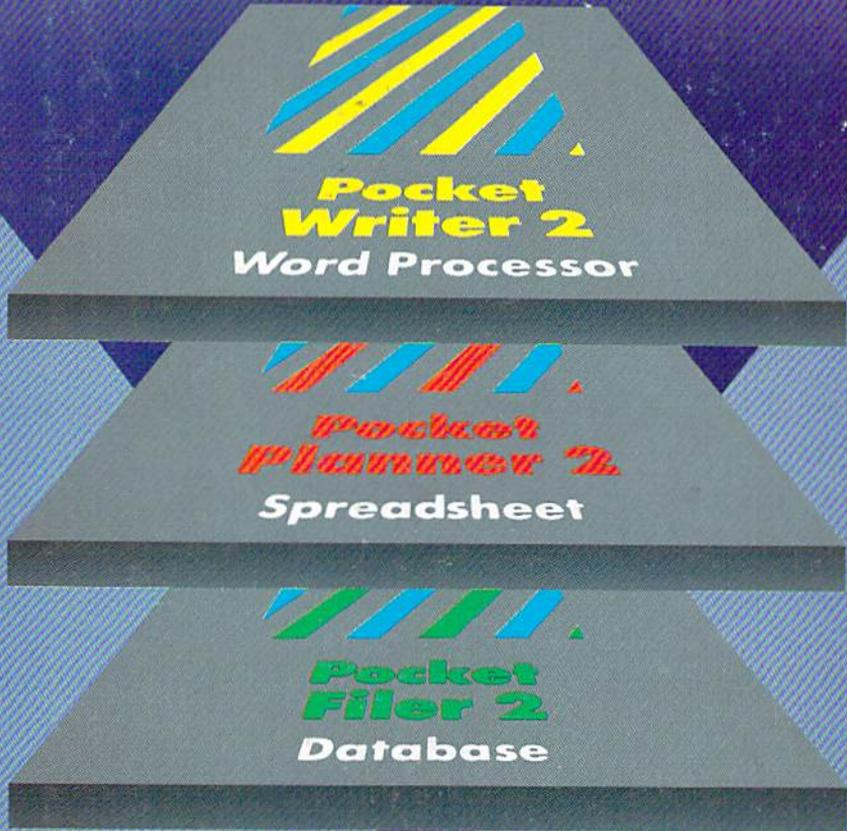 Pocket
Writer 2
Word Processor
Pocket
Planner 2
Spreadsheet
Pocket
Filer 2
Database